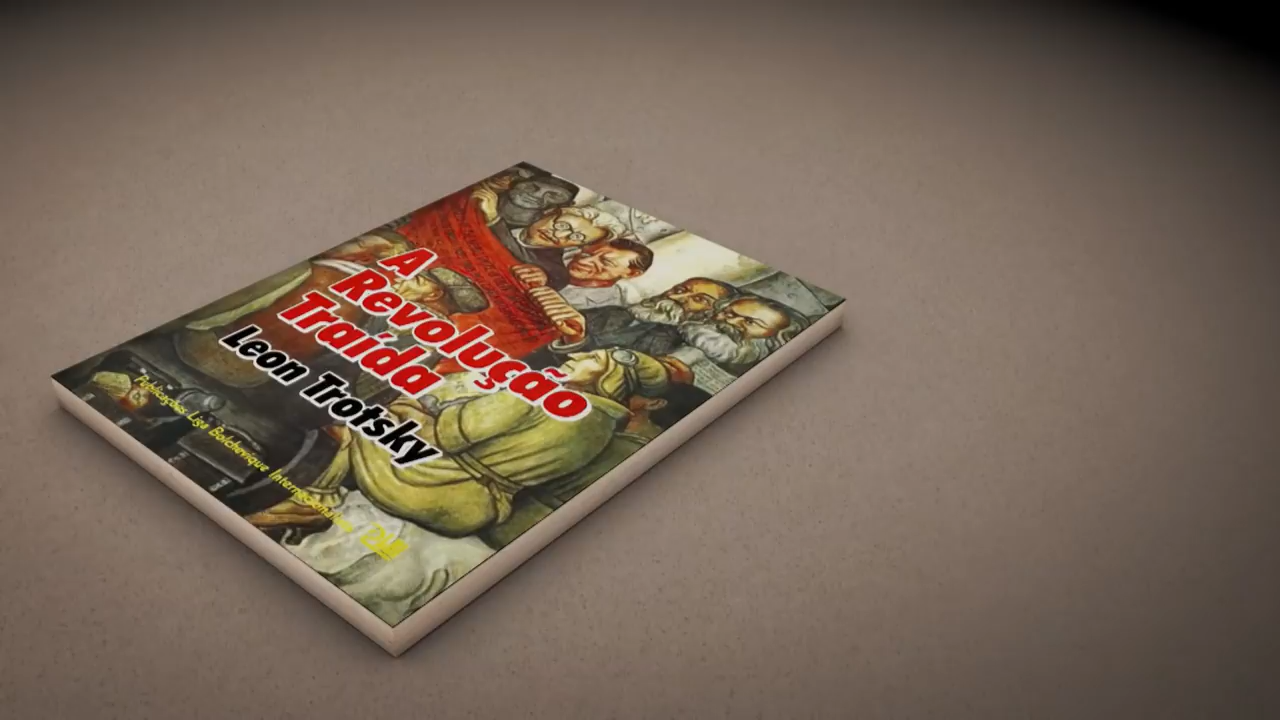 A
Revolução
Traída
Leon Trotsky
Publicações Liga Bolchevique Internacionalista